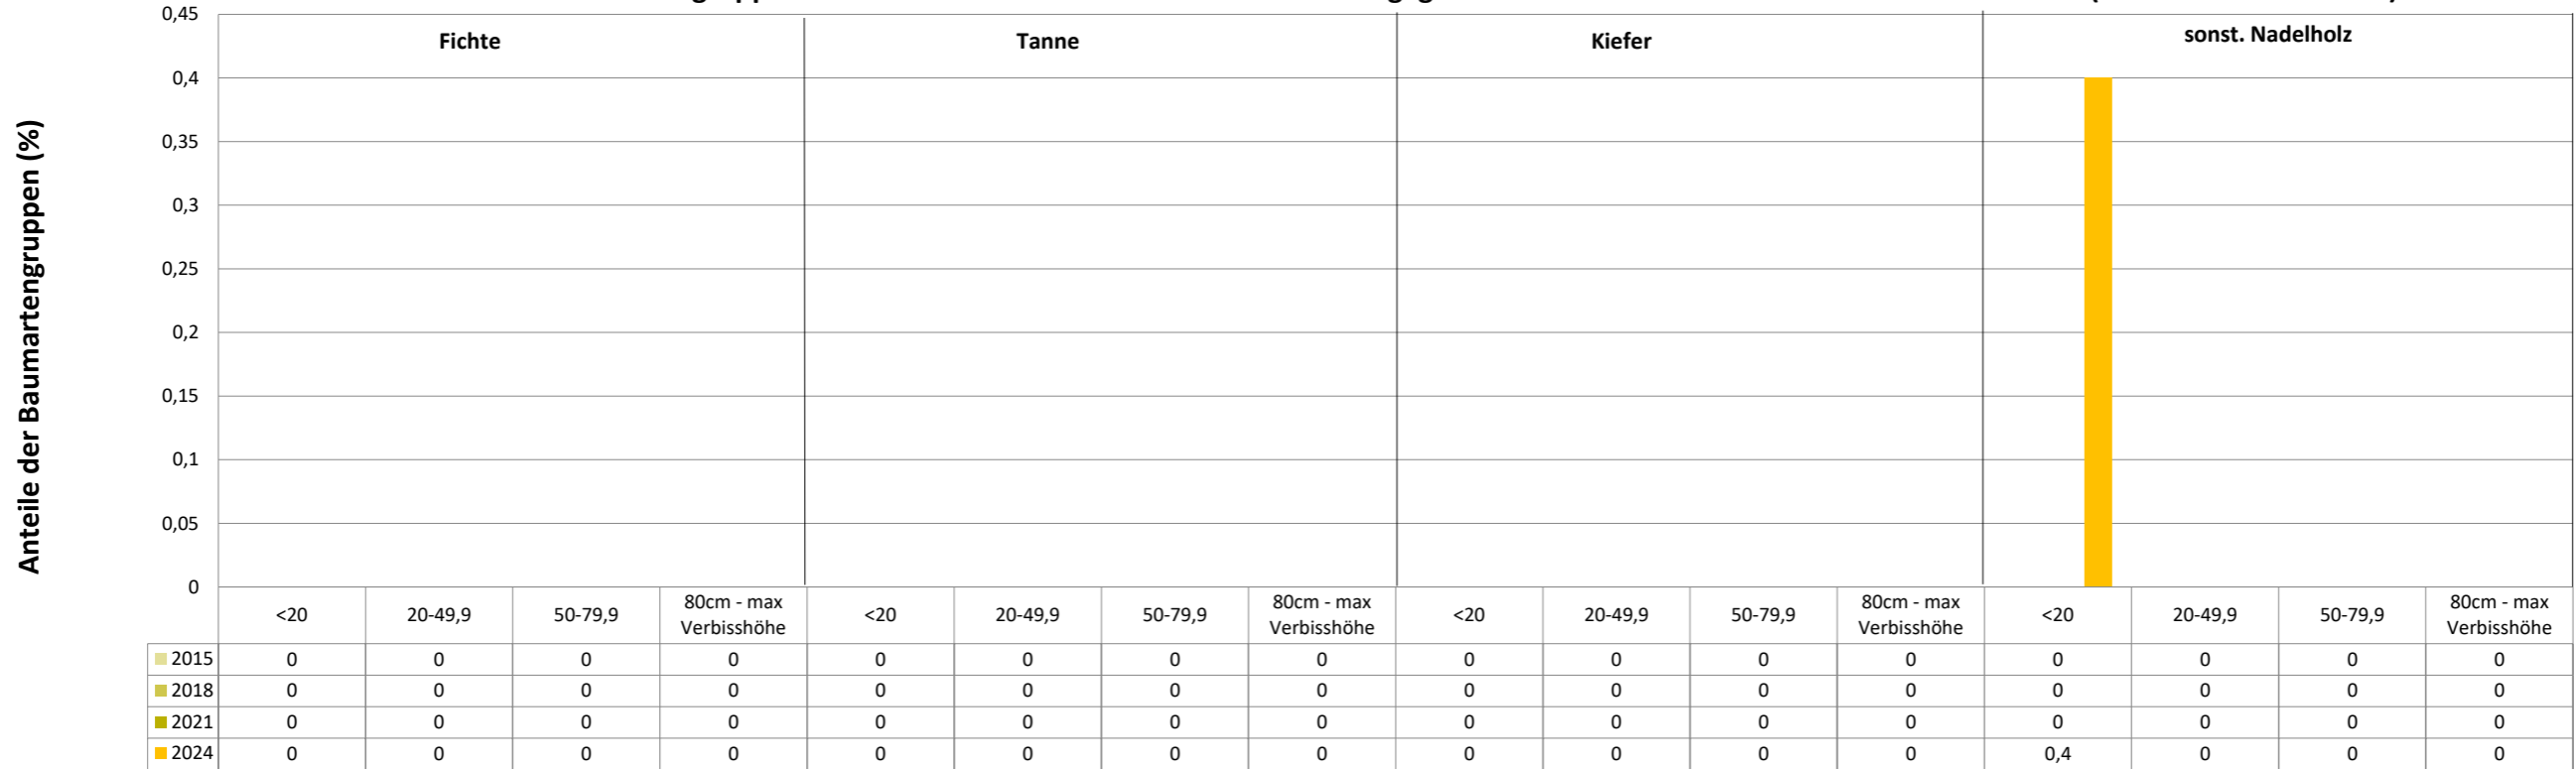 0,45
0,4
0,35
0,3
0,25
0,2
0,15
0,1
0,05
0
Anteile der Baumartengruppen (%)
Fichte Tanne Kiefer sonst. Nadelholz
<20 20-49,9 50-79,9 80cm - max Verbisshöhe <20 20-49,9 50-79,9 80cm - max Verbisshöhe <20 20-49,9 50-79,9 80cm - max Verbisshöhe <20 20-49,9 50-79,9 80cm - max Verbisshöhe
2015 0 0 0 0 0 0 0 0 0 0 0 0 0 0 0 0
2018 0 0 0 0 0 0 0 0 0 0 0 0 0 0 0 0
2021 0 0 0 0 0 0 0 0 0 0 0 0 0 0 0 0
2024 0 0 0 0 0 0 0 0 0 0 0 0 0,4 0 0 0